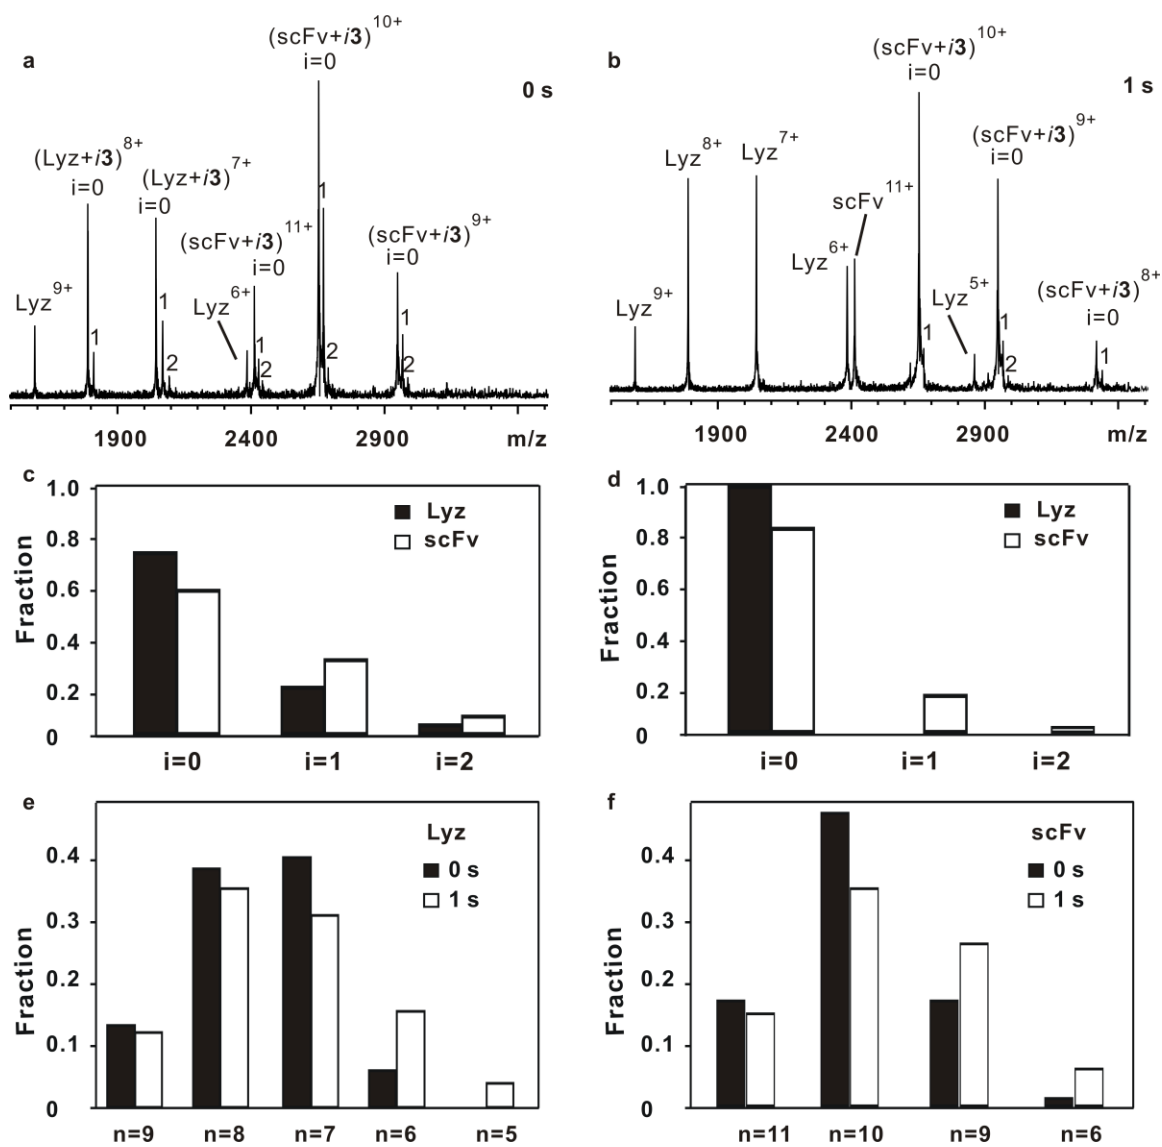 a
0 s
(scFv+i3)10+
i=0
(Lyz+i3)8+
i=0
(Lyz+i3)7+
i=0
(scFv+i3)11+
i=0
(scFv+i3)9+
i=0
Lyz9+
Lyz6+
1
1
2
1
2
1
2
1
2
1900
2400
2900
m/z
b
1 s
(scFv+i3)10+
i=0
(scFv+i3)9+
i=0
Lyz8+
Lyz7+
scFv11+
Lyz6+
Lyz5+
(scFv+i3)8+
i=0
Lyz9+
1
1
2
1
1900
2400
2900
m/z
c
Fraction
1.0
0.8
0.6
0.4
0.2
0
Lyz
scFv
i=0
i=1
i=2
d
Fraction
1.0
0.8
0.6
0.4
0.2
0
Lyz
scFv
i=0
i=1
i=2
e
Fraction
0.4
0.3
0.2
0.1
0
Lyz
0 s
1 s
n=9
n=8
n=7
n=6
n=5
f
Fraction
0.4
0.3
0.2
0.1
0
scFv
0 s
1 s
n=11
n=10
n=9
n=6